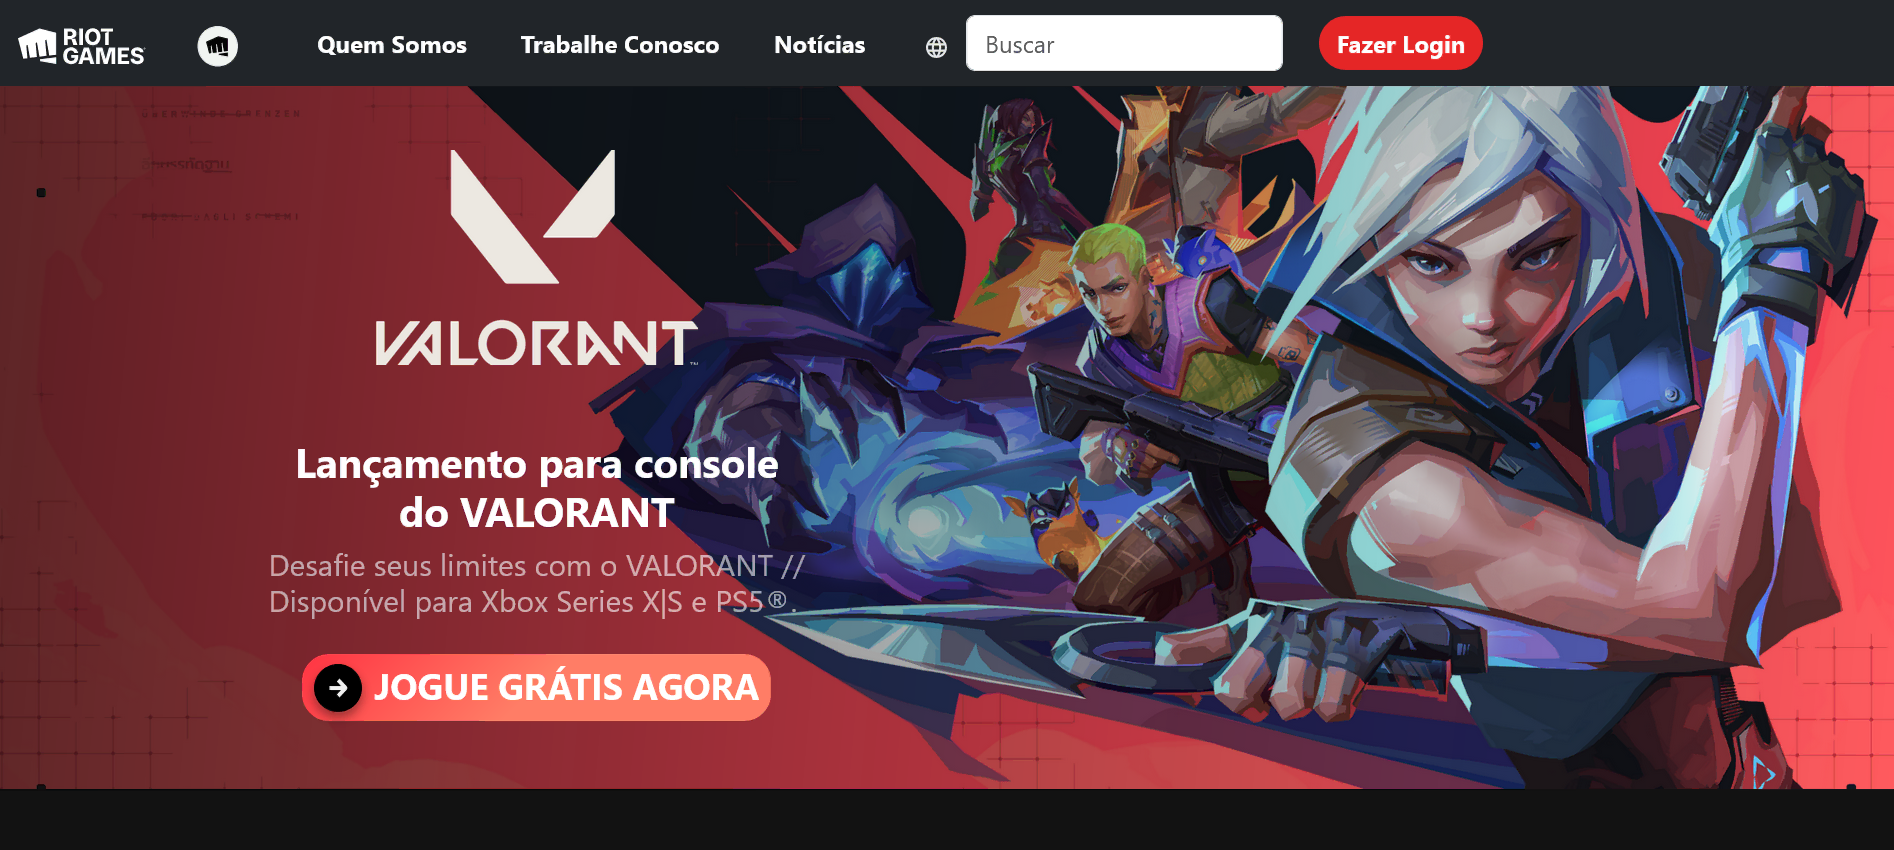 RIOT
GAMES
Quem Somos
Trabalhe Conosco
Notícias
Buscar
Fazer Login
VALORANT™
Lançamento para console
do VALORANT
Desafie seus limites com o VALORANT //
Disponível para Xbox Series X|S e PS5®.
JOGUE GRÁTIS AGORA